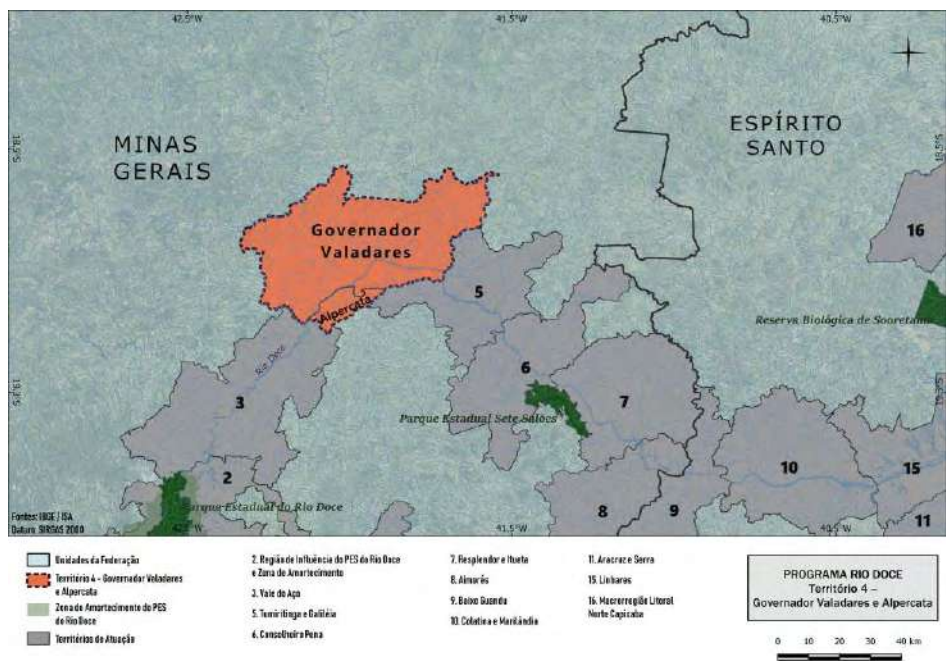 42.5°W
41.5°W
40.5°W
18.5°S
18.5°S
MINAS
GERAIS
ESPÍRITO
SANTO
Governador
Valadares
Alpercata
16
5
Reserva Biológica de Sooretama
Rio Doce
6
19.5°S
19.5°S
3
7
Parque Estadual Sete Salões
2
10
15
Parque Estadual do Rio Doce
8
9
11
Fontes: IBGE / ISA
Datum: SIRGAS 2000
42.5°W
41.5°W
40.5°W
Unidades da Federação
Território 4 - Governador Valadares
e Alpercata
Zona de Amortecimento do PES
do Rio Doce
Territórios de Atuação
2. Região de Influência do PES do Rio Doce
e Zona de Amortecimento
3. Vale do Aço
5. Tumiritinga e Galiléia
6. Conselheiro Pena
7. Resplendor e Itueta
8. Aimorés
9. Baixo Guandu
10. Colatina e Marilândia
11. Aracruz e Serra
15. Linhares
16. Macrorregião Litoral
Norte Capixaba
PROGRAMA RIO DOCE
Território 4 –
Governador Valadares e Alpercata
0 10 20 30 40 km